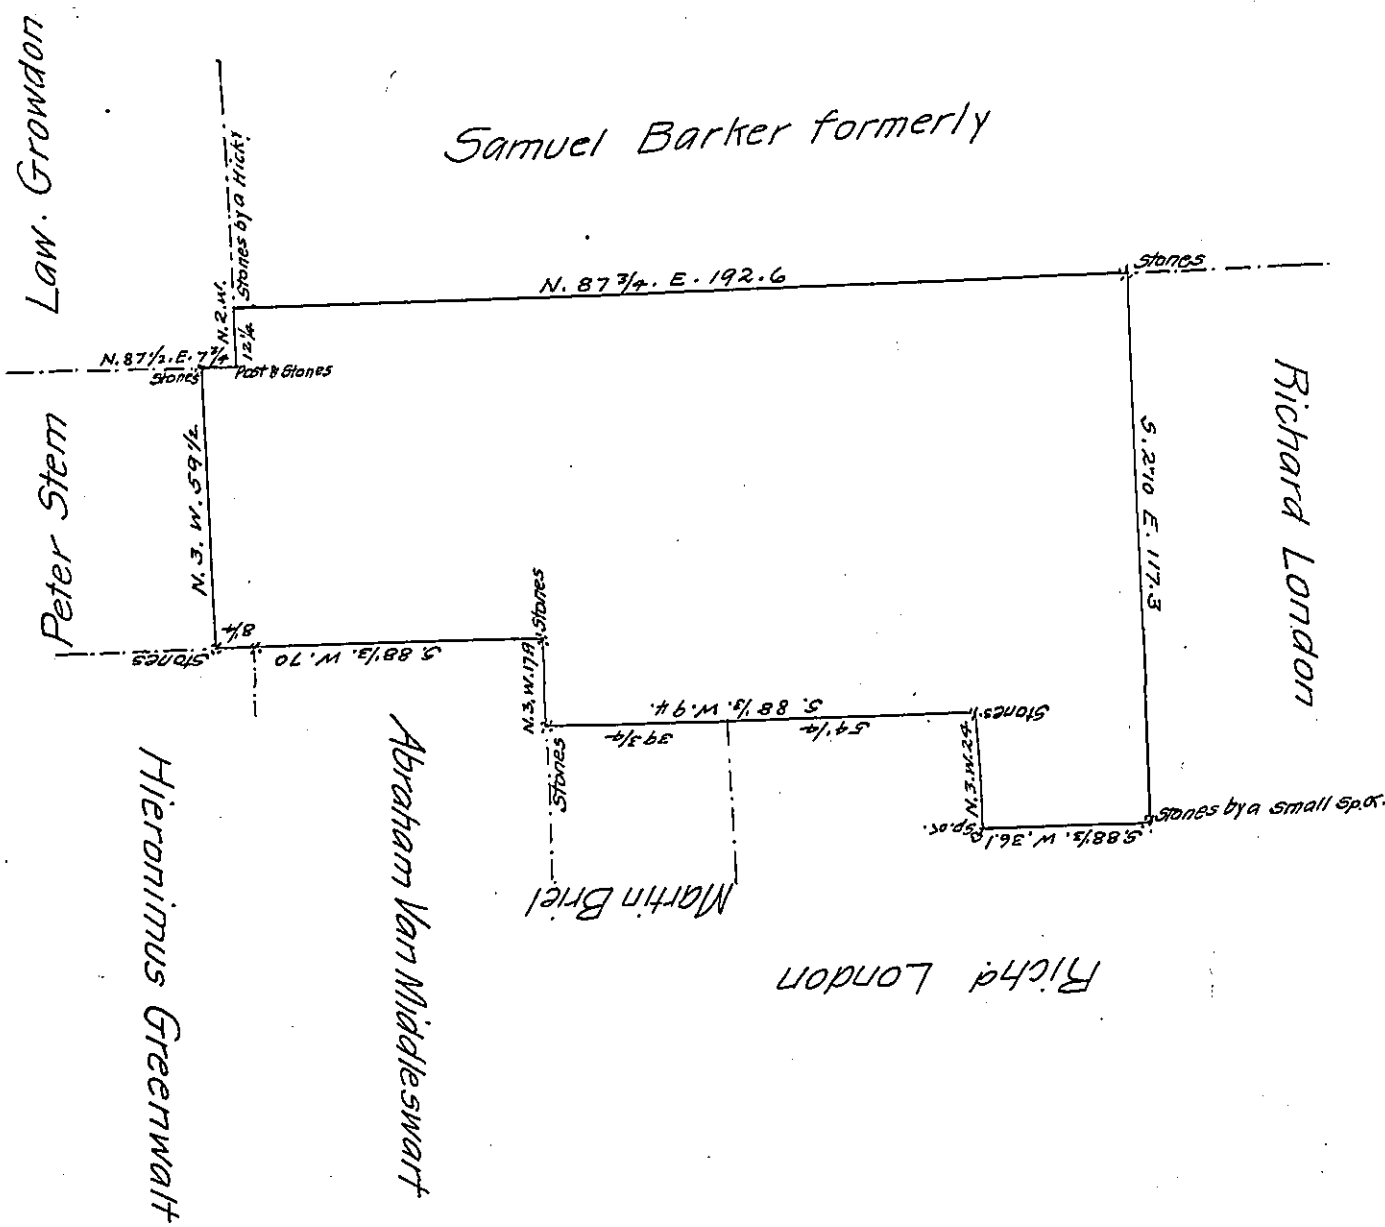 Law. Growdon
Samuel Barker formerly
Stones by a Hick?
N. 2. W.
12 1/4
N. 87 3/4. E. 192.6
Stones
N. 87 1/2. E. 7 3/4
Stones
Post & Stones
Peter Stem
N. 3. W. 59 1/2
Richard London
S. 2°10 E. 117.3
Stones
8 1/4
S. 88 1/3. W. 70
Stones
N. 3. W. 17.8
Stones
S. 88 1/3. W. 94.
39 3/4
54 1/4
Stones
N. 3. W. 24
Sp.or.
S. 88 1/3. W. 36.1
Stones by a small sp.or.
Hieronimus Greenwalt
Abraham Van Middleswart
Martin Briel
Richd London